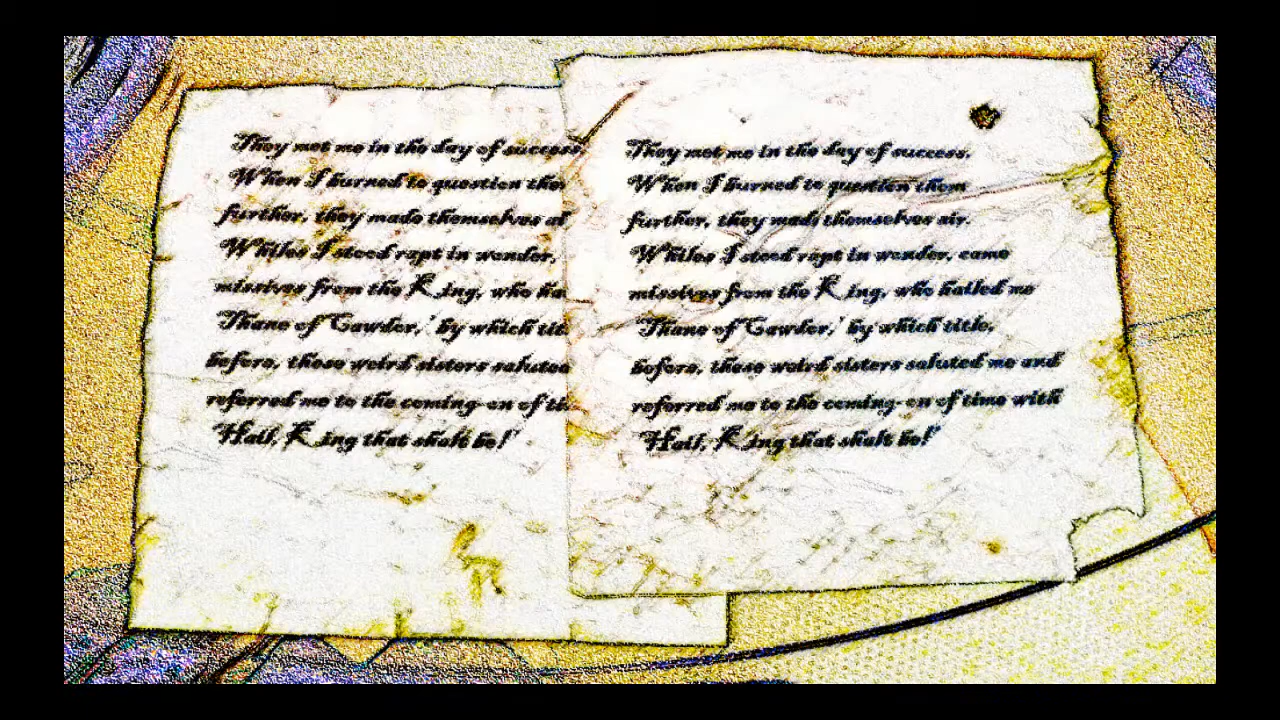 They met me in the day of success
When I burned to question
further, they made themselves
Whiles I stood rapt in wonder,
missives from the King, who
'Thane of Cawdor,' by which
before, these weird sisters saluted
referred me to the coming-on of
'Hail, King that shalt be!'
They met me in the day of success.
When I burned to question them
further, they made themselves air.
Whiles I stood rapt in wonder, came
missives from the King, who hailed me
'Thane of Cawdor,' by which title,
before, these weird sisters saluted me and
referred me to the coming-on of time with
'Hail, King that shalt be!'